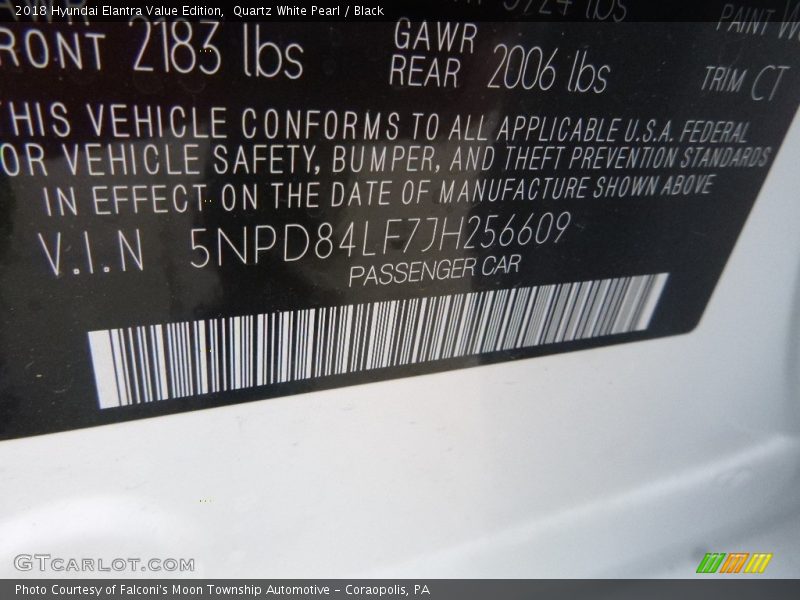 2018 Hyundai Elantra Value Edition, Quartz White Pearl / Black
lbs
PAINT
RONT 2183 lbs
GAWR
REAR 2006 lbs
TRIM CT
THIS VEHICLE CONFORMS TO ALL APPLICABLE U.S.A. FEDERAL
OR VEHICLE SAFETY, BUMPER, AND THEFT PREVENTION STANDARDS
IN EFFECT ON THE DATE OF MANUFACTURE SHOWN ABOVE
V.I.N 5NPD84LF7JH256609
PASSENGER CAR
GTCARLOT.COM
Photo Courtesy of Falconi's Moon Township Automotive - Coraopolis, PA